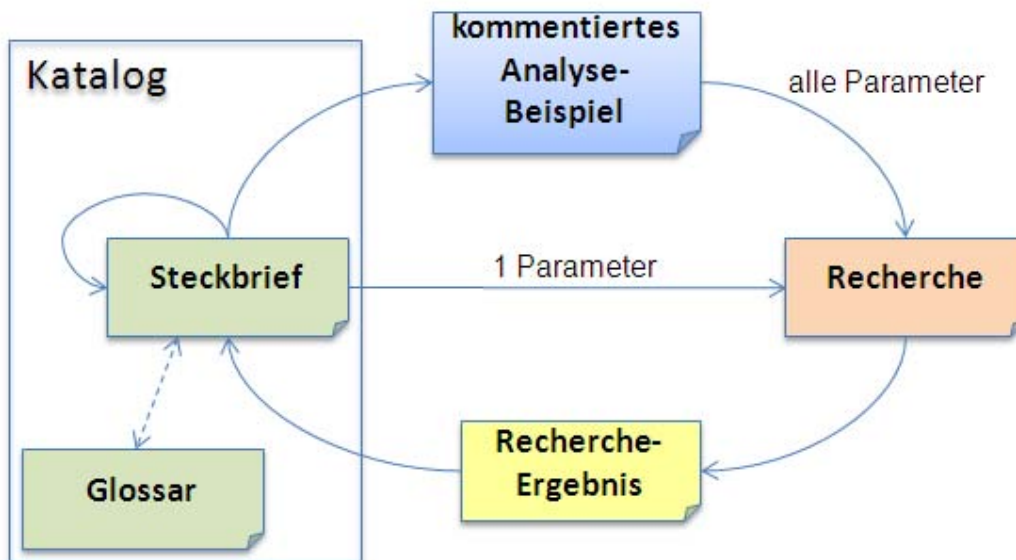 kommentiertes
Analyse-
Beispiel
Katalog
alle Parameter
Steckbrief
1 Parameter
Recherche
Recherche-
Ergebnis
Glossar